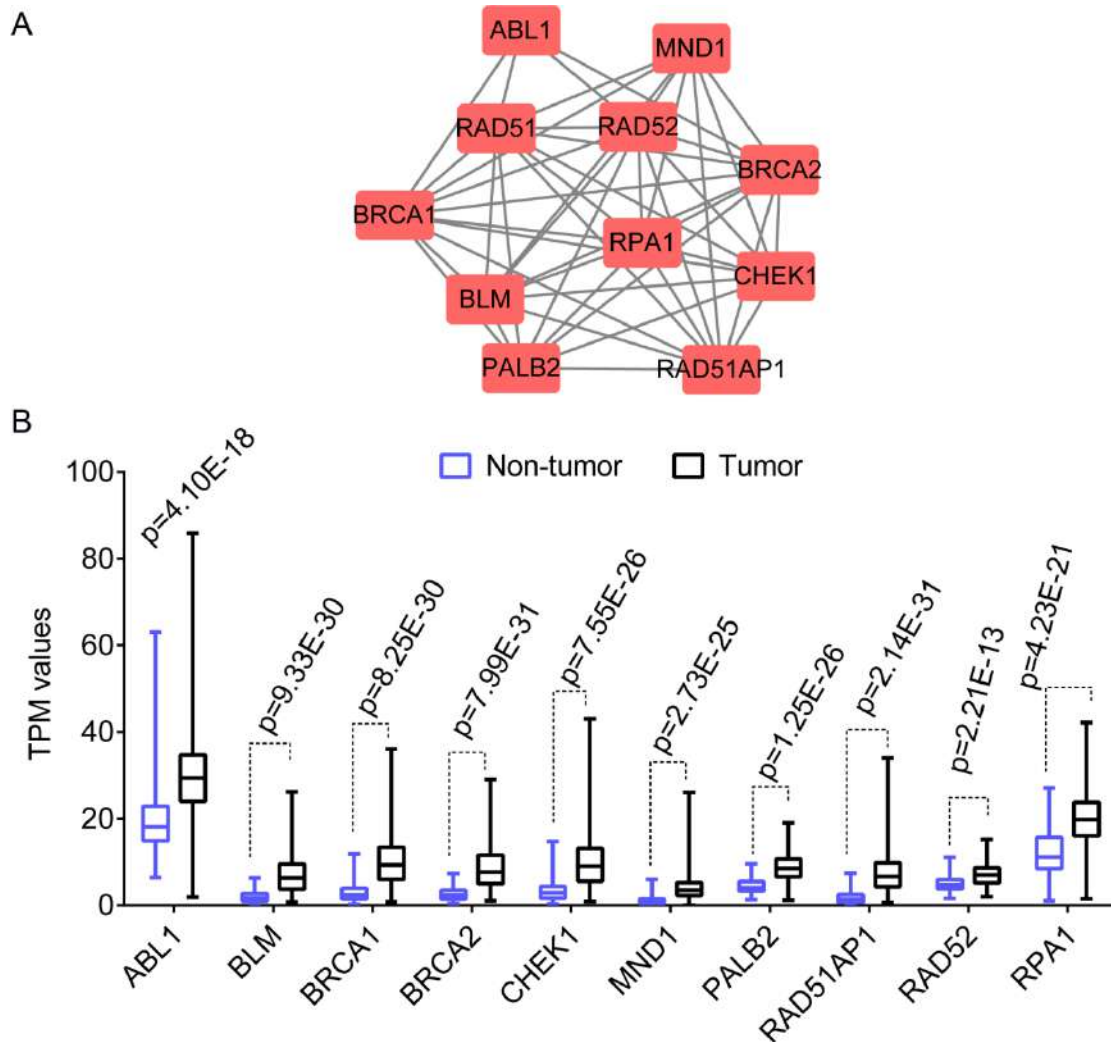 A
ABL1
MND1
RAD51
RAD52
BRCA2
BRCA1
RPA1
CHEK1
BLM
PALB2
RAD51AP1
B
Non-tumor
Tumor
TPM values
100
80
60
40
20
0
p=4.10E-18
p=9.33E-30
p=8.25E-30
p=7.99E-31
p=7.55E-26
p=2.73E-25
p=1.25E-26
p=2.14E-31
p=2.21E-13
p=4.23E-21
ABL1
BLM
BRCA1
BRCA2
CHEK1
MND1
PALB2
RAD51AP1
RAD52
RPA1